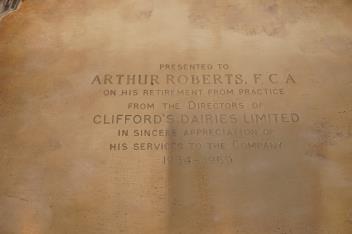 PRESENTED TO
ARTHUR ROBERTS, F.C.A
ON HIS RETIREMENT FROM PRACTICE
FROM THE DIRECTORS OF
CLIFFORD'S DAIRIES LIMITED
IN SINCERE APPRECIATION OF
HIS SERVICES TO THE COMPANY
1934-1965